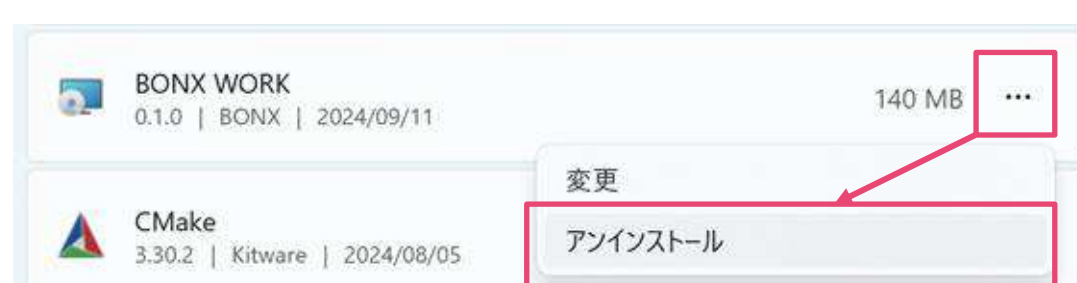 BONX WORK
0.1.0 | BONX | 2024/09/11
140 MB
…
変更
アンインストール
CMake
3.30.2 | Kitware | 2024/08/05